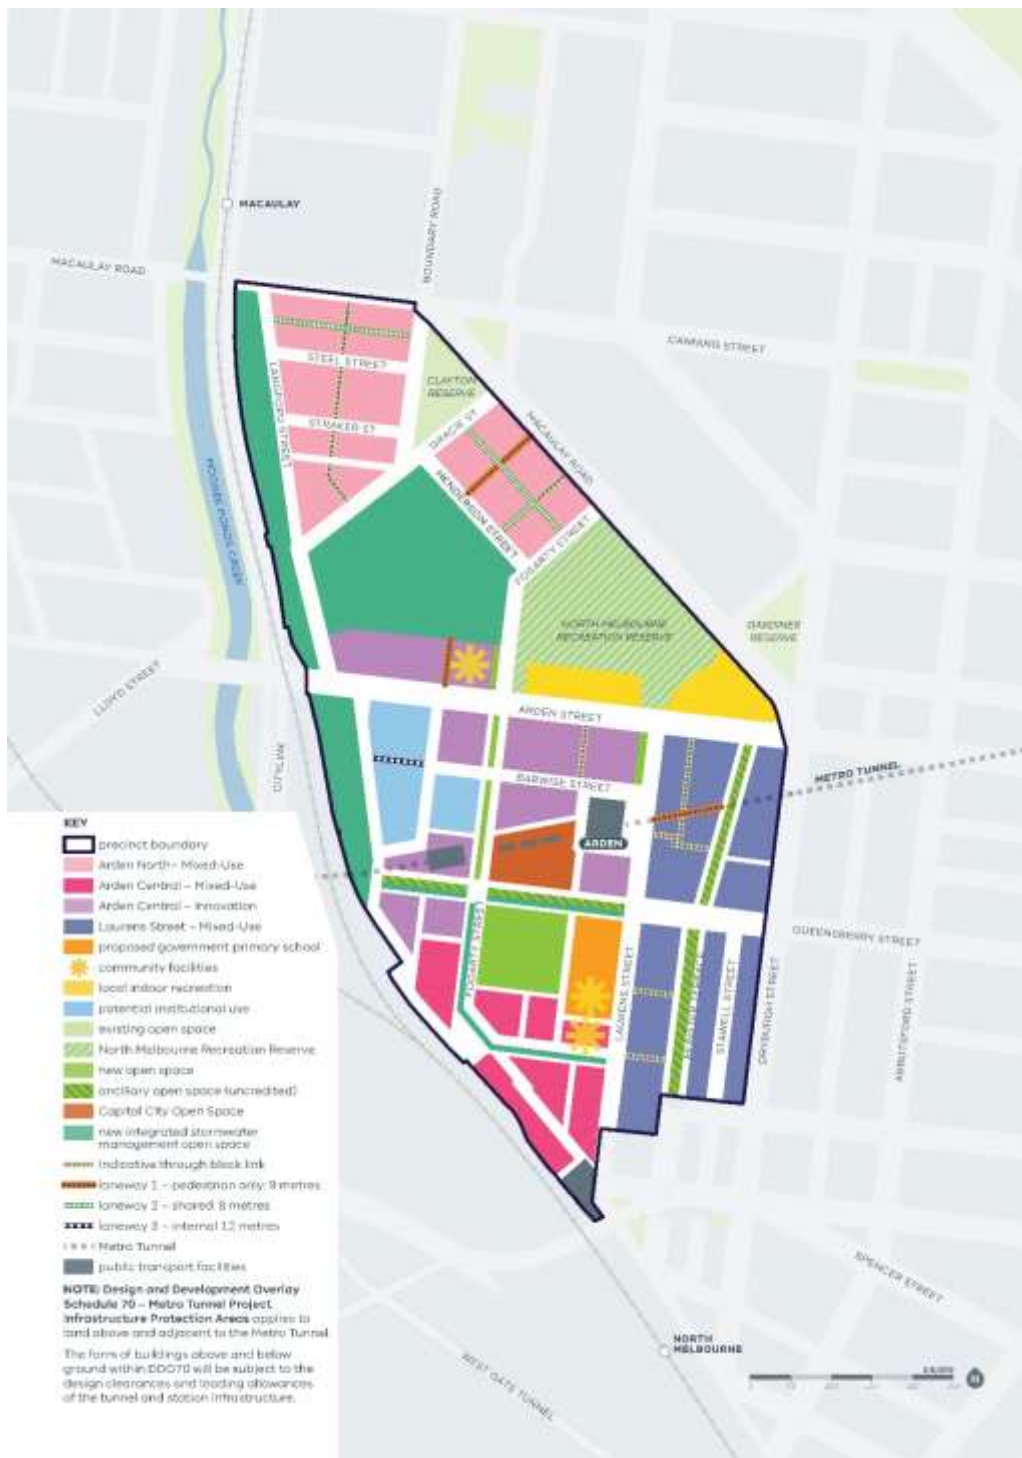 MACAULAY
BOUNDARY ROAD
MACAULAY ROAD
CANNING STREET
STEEL STREET
CLAYTON
RESERVE
LANGFORD STREET
STRAKER ST
GRACIE ST
MACAULAY ROAD
HENDERSON STREET
MOONEE PONDS CREEK
FOGARTY STREET
NORTH MELBOURNE
RECREATION RESERVE
GARDINER
RESERVE
LLOYD STREET
ARDEN STREET
CITYLINK
BARWISE STREET
METRO TUNNEL
ARDEN
QUEENSBERRY STREET
FOGARTY STREET
LAURENS STREET
STAWELL STREET
DRYBURGH STREET
ABBOTSFORD STREET
KEY
precinct boundary
Arden North – Mixed-Use
Arden Central – Mixed-Use
Arden Central – Innovation
Laurens Street – Mixed-Use
proposed government primary school
community facilities
local indoor recreation
potential institutional use
existing open space
North Melbourne Recreation Reserve
new open space
ancillary open space (uncredited)
Capital City Open Space
new integrated stormwater
management open space
indicative through block link
laneway 1 – pedestrian only: 9 metres
laneway 2 – shared: 8 metres
laneway 3 – internal 12 metres
Metro Tunnel
public transport facilities
NOTE: Design and Development Overlay
Schedule 70 – Metro Tunnel Project
Infrastructure Protection Areas applies to
land above and adjacent to the Metro Tunnel
The form of buildings above and below
ground within DDO70 will be subject to the
design clearances and loading allowances
of the tunnel and station infrastructure.
SPENCER STREET
NORTH
MELBOURNE
WEST GATE TUNNEL